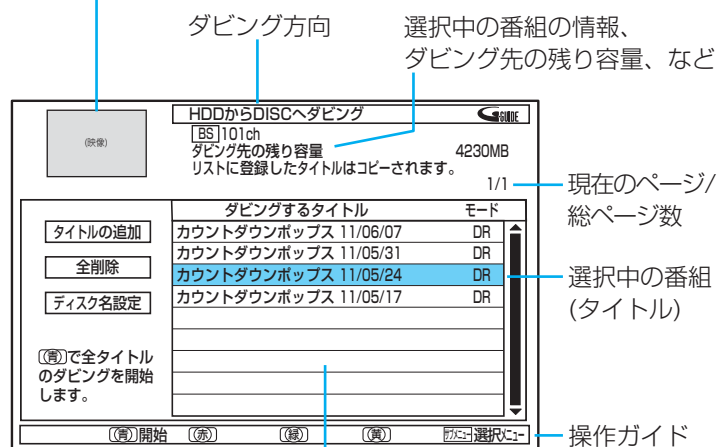 ダビング方向
選択中の番組の情報、
ダビング先の残り容量、など
HDDからDISCへダビング
G GUIDE
(映像)
BS 101ch
ダビング先の残り容量 4230MB
リストに登録したタイトルはコピーされます。
1/1
現在のページ/
総ページ数
ダビングするタイトル モード
タイトルの追加
全削除
ディスク名設定
カウントダウンポップス 11/06/07 DR
カウントダウンポップス 11/05/31 DR
カウントダウンポップス 11/05/24 DR
カウントダウンポップス 11/05/17 DR
選択中の番組
(タイトル)
(青)で全タイトル
のダビングを開始
します。
(青)開始 (赤) (緑) (黄) サブメニュー 選択メニュー
操作ガイド